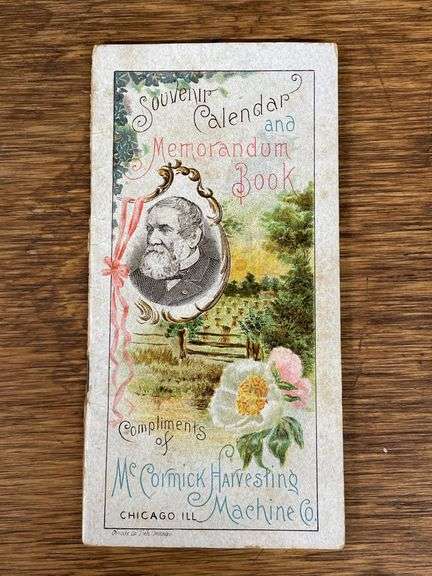 Souvenir
Calendar
and
Memorandum
Book
Compliments
of
McCormick Harvesting
Machine Co.
CHICAGO ILL